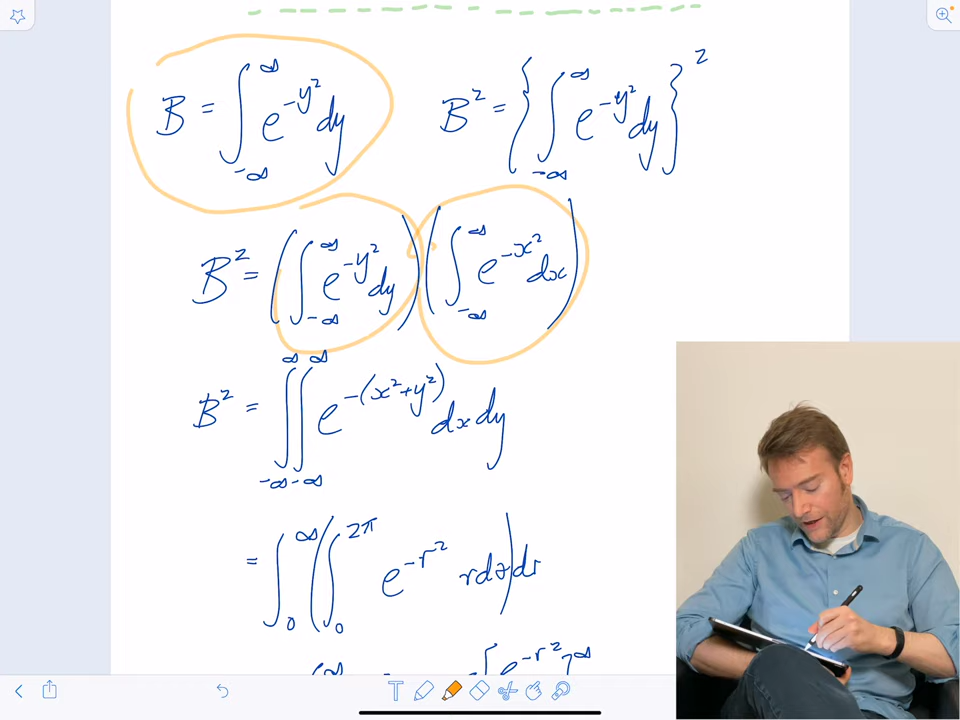 B = ∫_{-∞}^{∞} e^{-y²} dy    B² = { ∫_{-∞}^{∞} e^{-y²} dy }²
B² = ( ∫_{-∞}^{∞} e^{-y²} dy ) ( ∫_{-∞}^{∞} e^{-x²} dx )
B² = ∫_{-∞}^{∞} ∫_{-∞}^{∞} e^{-(x²+y²)} dx dy
= ∫_{0}^{∞} ( ∫_{0}^{2π} e^{-r²} r dθ ) dr